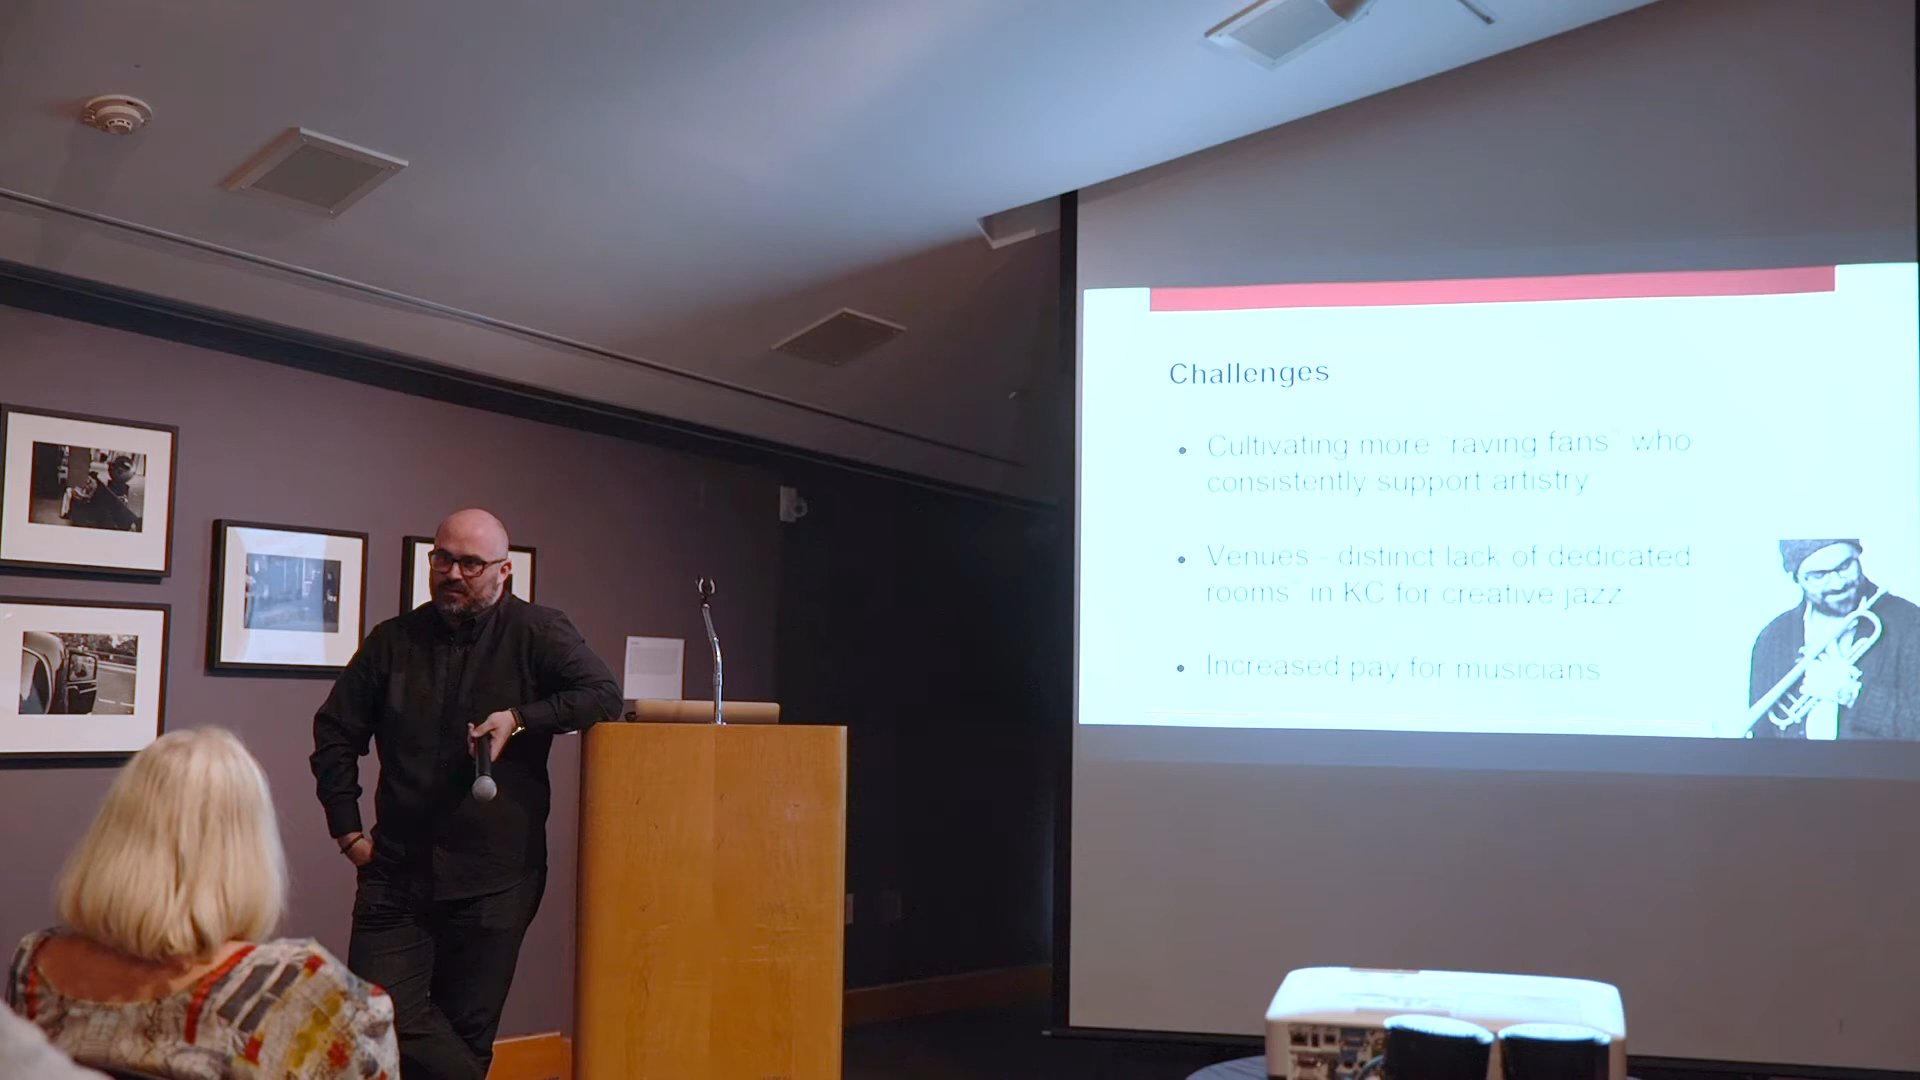 Challenges
Cultivating more "raving fans" who
consistently support artistry
Venues - distinct lack of dedicated
rooms" in KC for creative jazz
Increased pay for musicians